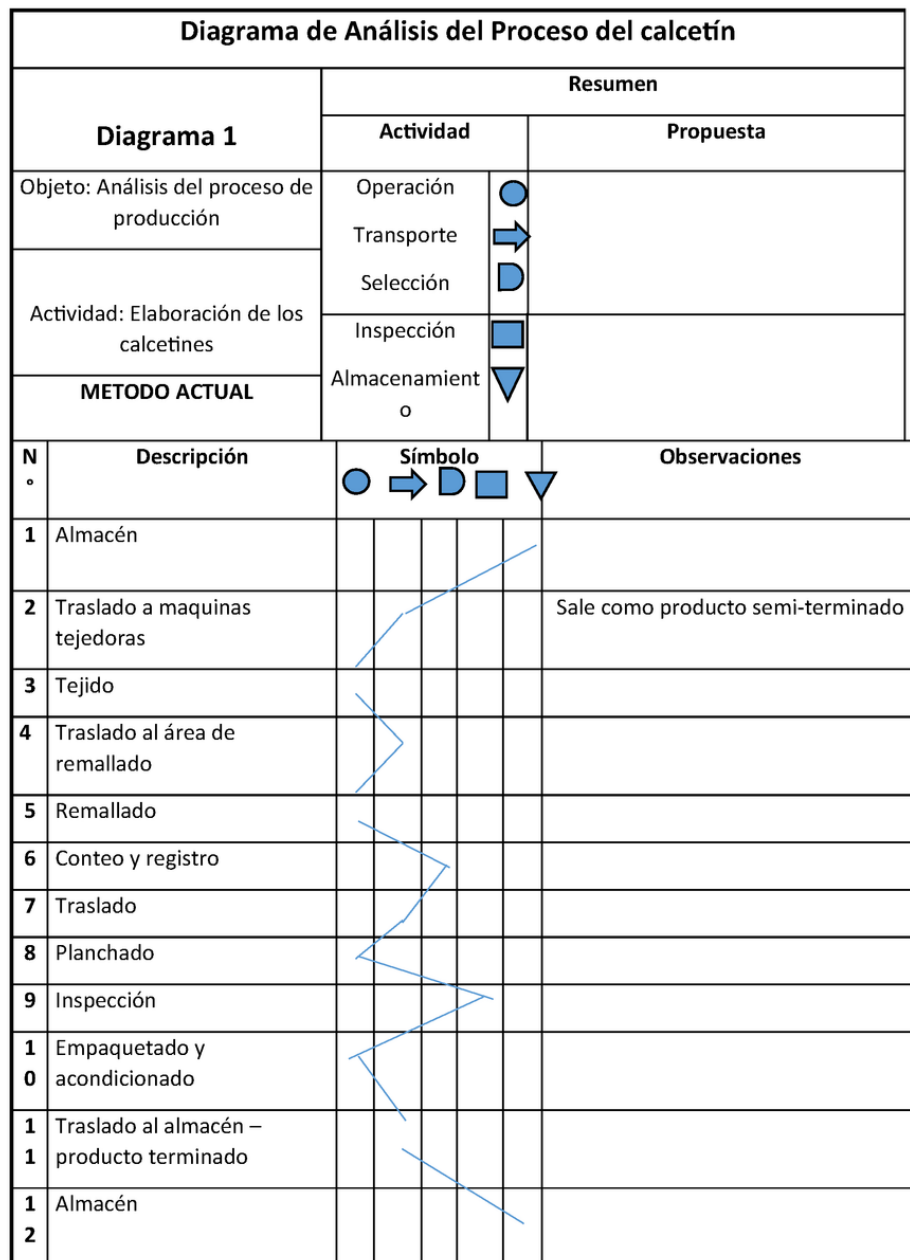 Diagrama de Análisis del Proceso del calcetín
Diagrama 1
Resumen
Actividad
Propuesta
Objeto: Análisis del proceso de
producción
Operación
Transporte
Selección
Actividad: Elaboración de los
calcetines
Inspección
Almacenamient
o
METODO ACTUAL
N
°
Descripción
Símbolo
Observaciones
1 Almacén
2 Traslado a maquinas
tejedoras
Sale como producto semi-terminado
3 Tejido
4 Traslado al área de
remallado
5 Remallado
6 Conteo y registro
7 Traslado
8 Planchado
9 Inspección
1 Empaquetado y
0 acondicionado
1 Traslado al almacén –
1 producto terminado
1 Almacén
2